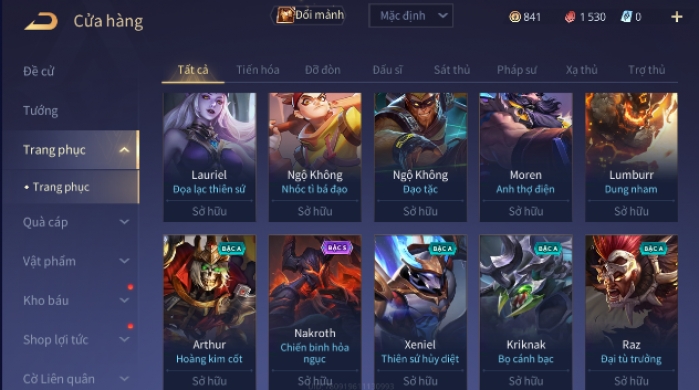 Cửa hàng
Đổi mảnh
Mặc định
841
1 530
0
Đề cử
Tướng
Trang phục
Trang phục
Quà cáp
Vật phẩm
Kho báu
Shop lợi tức
Cờ Liên quân
Tất cả
Tiến hóa
Đỡ đòn
Đấu sĩ
Sát thủ
Pháp sư
Xạ thủ
Trợ thủ
Lauriel
Đọa lạc thiên sứ
Sở hữu
Ngộ Không
Nhóc tì bá đạo
Sở hữu
Ngộ Không
Đạo tặc
Sở hữu
Moren
Anh thợ điện
Sở hữu
Lumburr
Dung nham
Sở hữu
BẬC A
Arthur
Hoàng kim cốt
Sở hữu
BẬC S
Nakroth
Chiến binh hỏa
ngục
Sở hữu
BẬC A
Xeniel
Thiên sứ hủy diệt
Sở hữu
BẬC A
Kriknak
Bọ cánh bạc
Sở hữu
BẬC A
Raz
Đại tù trưởng
Sở hữu